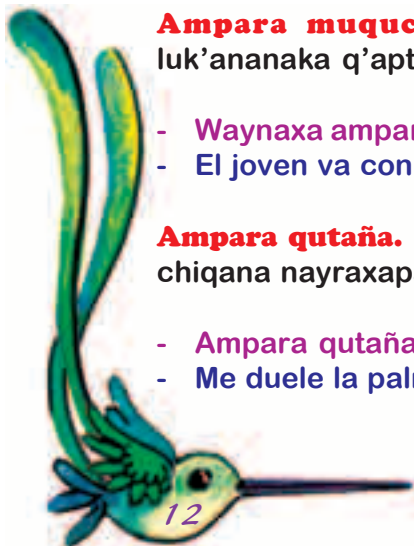 Ampara muquc
luk’ananaka q’apt
- Waynaxa ampar
- El joven va con
Ampara qutaña.
chiqana nayraxap
- Ampara qutaña
- Me duele la palm
12